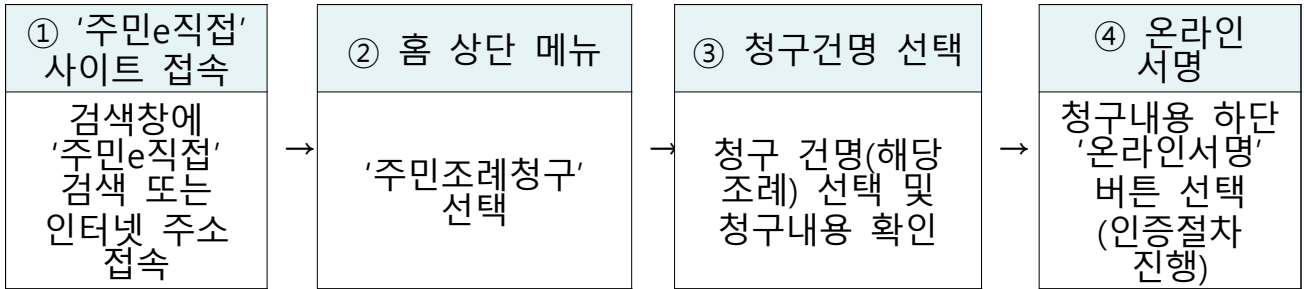 ① '주민e직접'
사이트 접속
검색창에
'주민e직접'
검색 또는
인터넷 주소
접속
→
② 홈 상단 메뉴
'주민조례청구'
선택
→
③ 청구건명 선택
청구 건명(해당
조례) 선택 및
청구내용 확인
→
④ 온라인
서명
청구내용 하단
'온라인서명'
버튼 선택
(인증절차
진행)